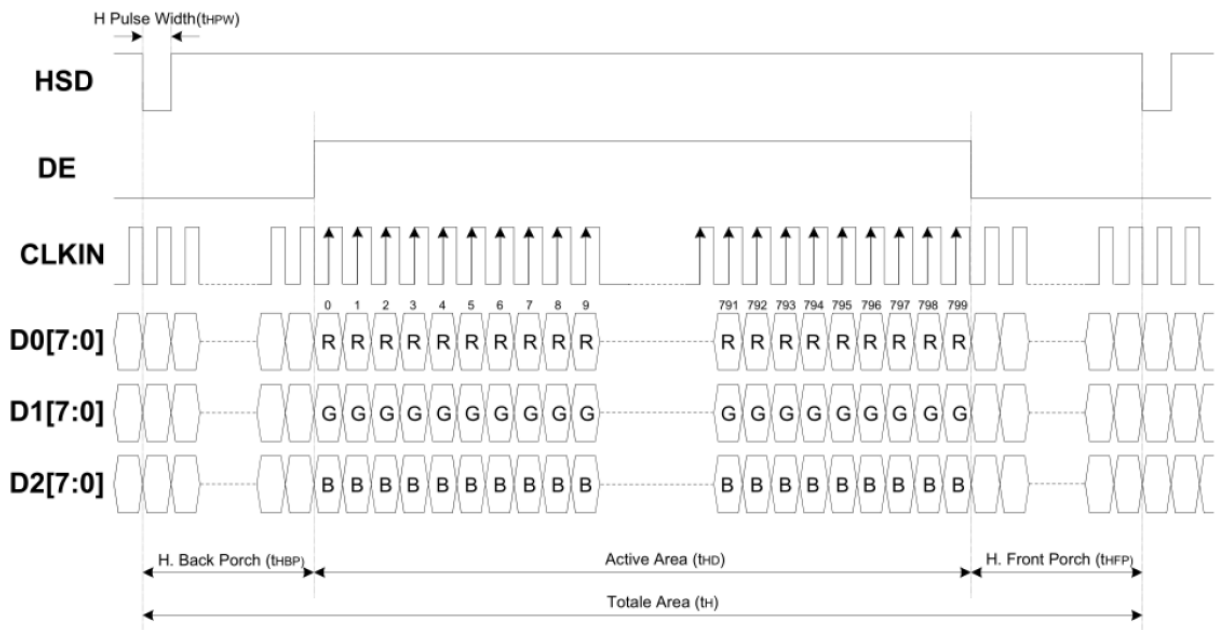 H Pulse Width(tHPW)
HSD
DE
CLKIN
0 1 2 3 4 5 6 7 8 9 791 792 793 794 795 796 797 798 799
D0[7:0] R R R R R R R R R R R R R R R R R R R
D1[7:0] G G G G G G G G G G G G G G G G G G G
D2[7:0] B B B B B B B B B B B B B B B B B B B
H. Back Porch (tHBP) Active Area (tHD) H. Front Porch (tHFP)
Totale Area (tH)